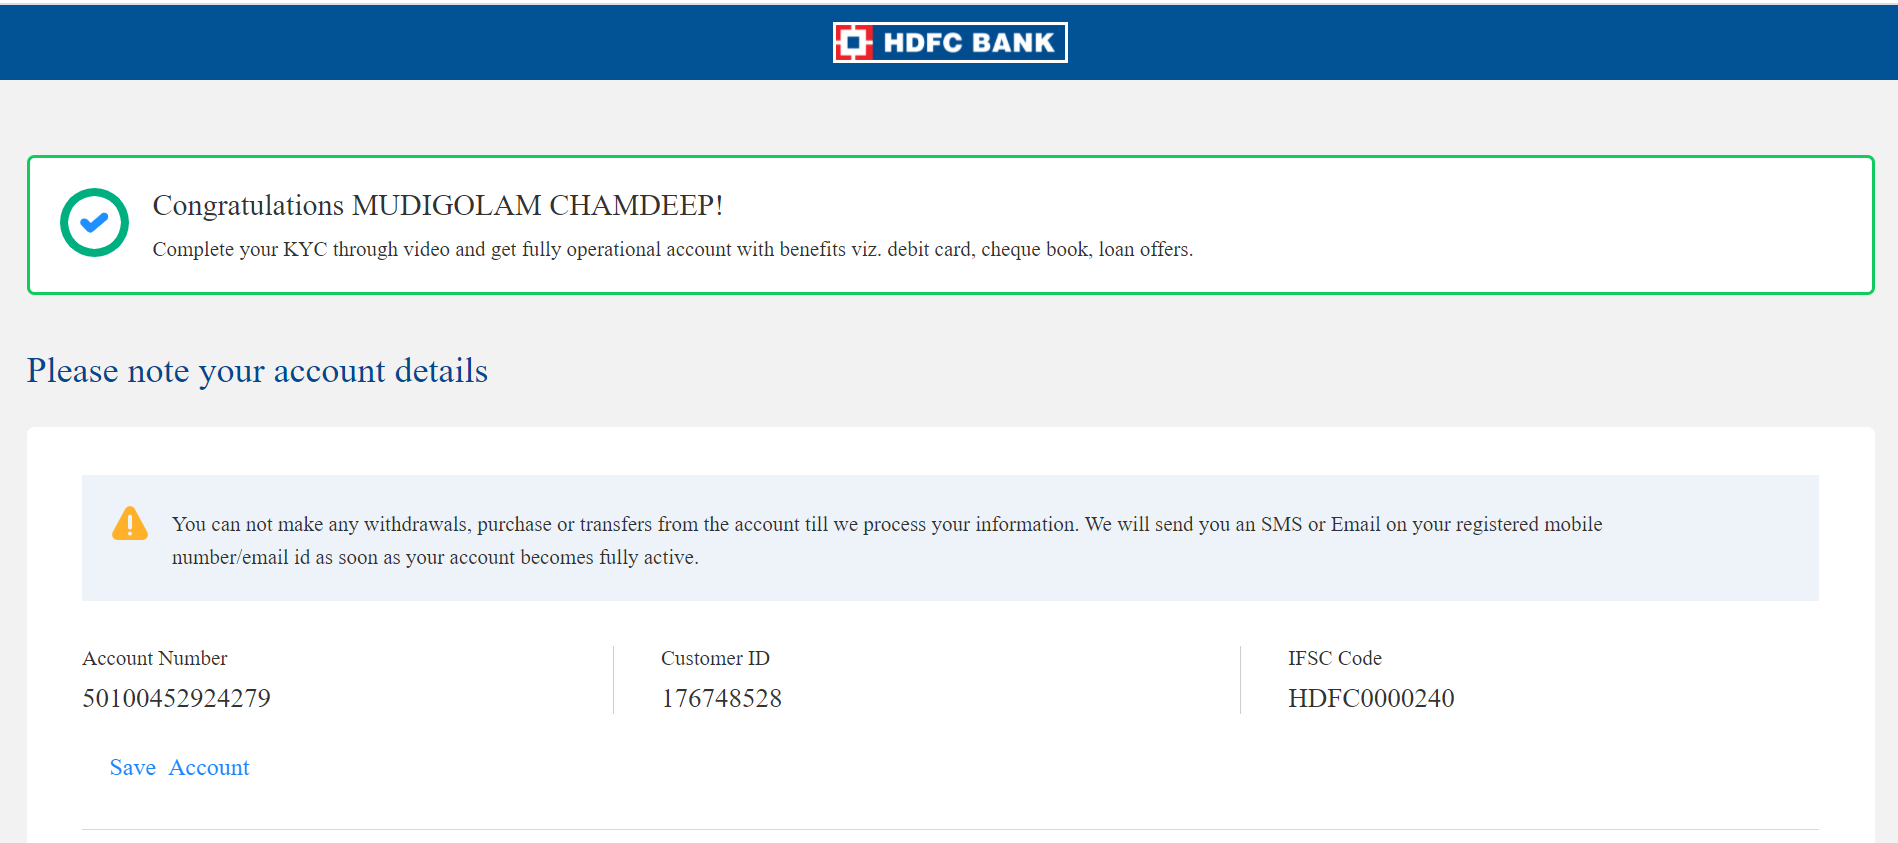 HDFC BANK
Congratulations MUDIGOLAM CHAMDEEP!
Complete your KYC through video and get fully operational account with benefits viz. debit card, cheque book, loan offers.
Please note your account details
You can not make any withdrawals, purchase or transfers from the account till we process your information. We will send you an SMS or Email on your registered mobile
number/email id as soon as your account becomes fully active.
Account Number
Customer ID
IFSC Code
50100452924279
176748528
HDFC0000240
Save Account